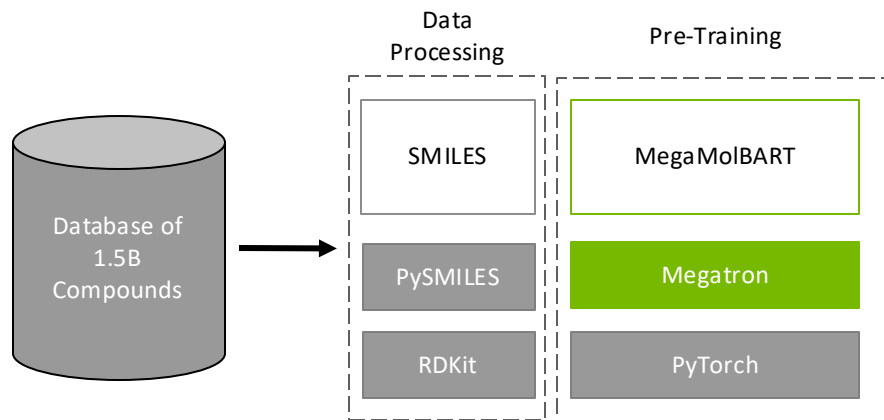 Data
Processing
Pre-Training
SMILES
MegaMolBART
Database of
1.5B
Compounds
PySMILES
Megatron
RDKit
PyTorch